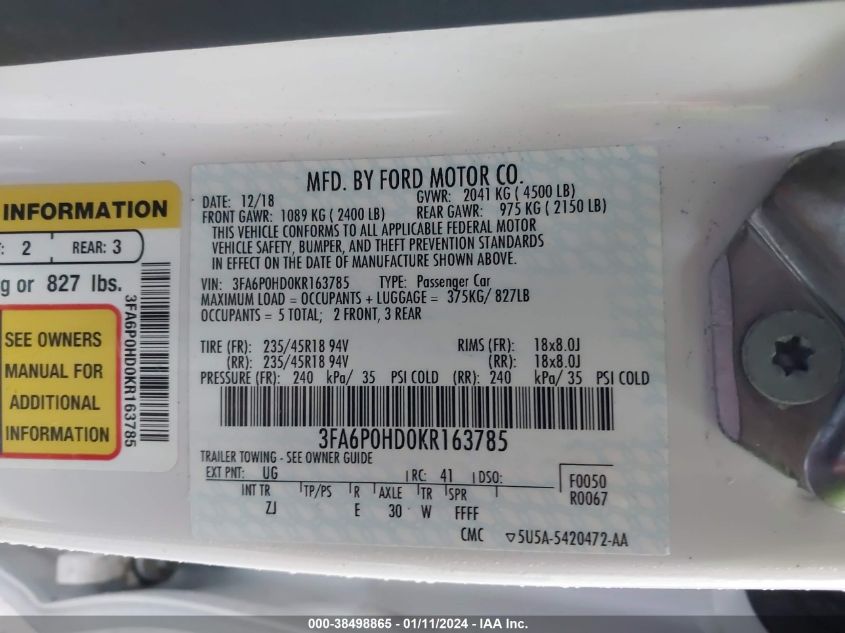 INFORMATION
: 2 REAR: 3
g or 827 lbs.
SEE OWNERS
MANUAL FOR
ADDITIONAL
INFORMATION
3FA6P0HD0KR163785
MFD. BY FORD MOTOR CO.
DATE: 12/18 GVWR: 2041 KG ( 4500 LB)
FRONT GAWR: 1089 KG ( 2400 LB) REAR GAWR: 975 KG ( 2150 LB)
THIS VEHICLE CONFORMS TO ALL APPLICABLE FEDERAL MOTOR
VEHICLE SAFETY, BUMPER, AND THEFT PREVENTION STANDARDS
IN EFFECT ON THE DATE OF MANUFACTURE SHOWN ABOVE.
VIN: 3FA6P0HD0KR163785 TYPE: Passenger Car
MAXIMUM LOAD = OCCUPANTS + LUGGAGE = 375KG/ 827LB
OCCUPANTS = 5 TOTAL; 2 FRONT, 3 REAR
TIRE (FR): 235/45R18 94V RIMS (FR): 18x8.0J
(RR): 235/45R18 94V (RR): 18x8.0J
PRESSURE (FR): 240 kPa/ 35 PSI COLD (RR): 240 kPa/ 35 PSI COLD
3FA6P0HD0KR163785
TRAILER TOWING - SEE OWNER GUIDE
EXT PNT: UG RC: 41 DSO: F0050
INT TR TP/PS R AXLE TR SPR R0067
ZJ E 30 W FFFF
CMC ▽5U5A-5420472-AA
000-38498865 - 01/11/2024 - IAA Inc.